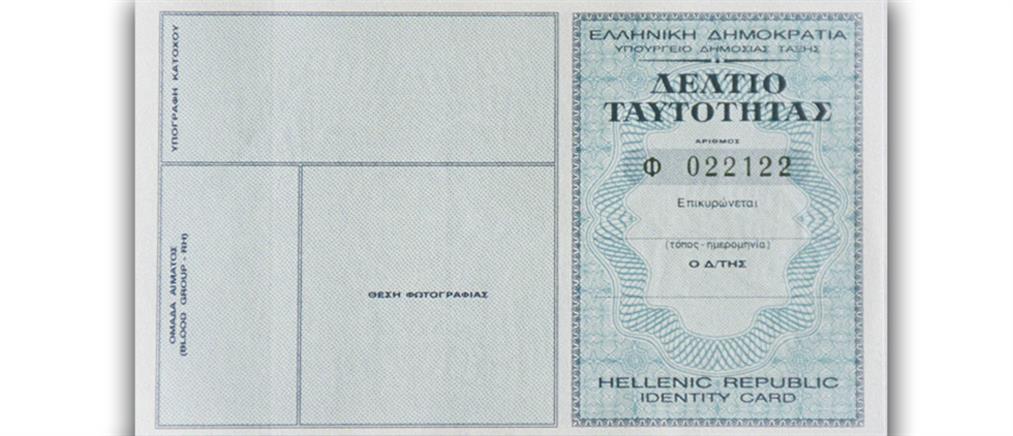 ΥΠΟΓΡΑΦΗ ΚΑΤΟΧΟΥ
ΟΜΑΔΑ ΑΙΜΑΤΟΣ
(BLOOD GROUP - RH)
ΘΕΣΗ ΦΩΤΟΓΡΑΦΙΑΣ
ΕΛΛΗΝΙΚΗ ΔΗΜΟΚΡΑΤΙΑ
ΥΠΟΥΡΓΕΙΟ ΔΗΜΟΣΙΑΣ ΤΑΞΗΣ
ΔΕΛΤΙΟ
ΤΑΥΤΟΤΗΤΑΣ
ΑΡΙΘΜΟΣ
Φ 022122
Επικυρώνεται
(τόπος - ημερομηνία)
Ο Δ/ΤΗΣ
HELLENIC REPUBLIC
IDENTITY CARD